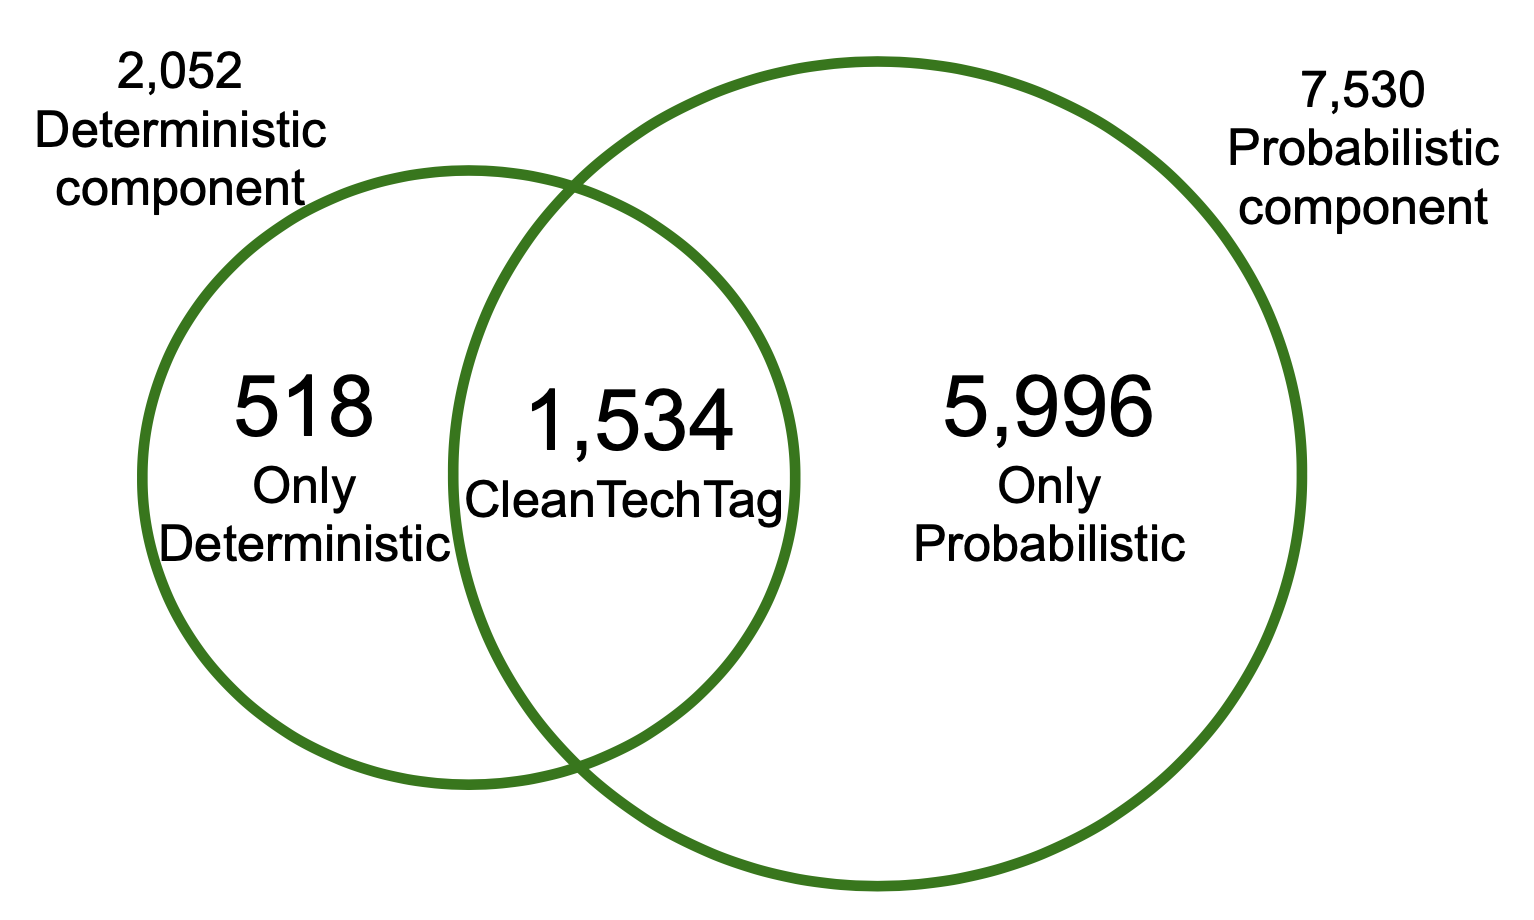 2,052
Deterministic
component
7,530
Probabilistic
component
518
Only
Deterministic
1,534
CleanTechTag
5,996
Only
Probabilistic